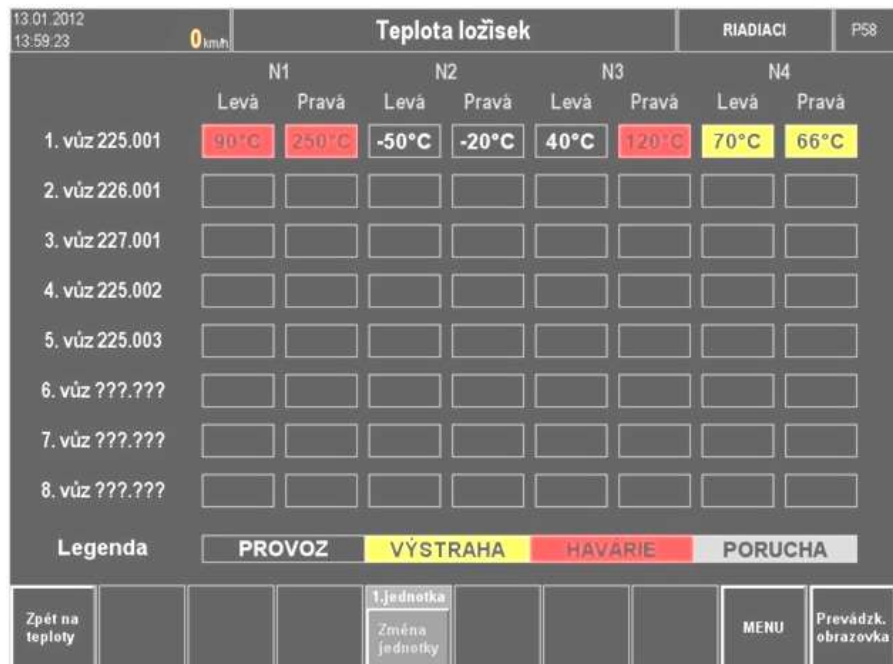 13.01.2012
13:59:23
0 km/h
Teplota ložisek
RIADIACI
P58
N1 N2 N3 N4
Levá Pravá Levá Pravá Levá Pravá Levá Pravá
1. vůz 225.001 90°C 250°C -50°C -20°C 40°C 120°C 70°C 66°C
2. vůz 226.001
3. vůz 227.001
4. vůz 225.002
5. vůz 225.003
6. vůz ???.???
7. vůz ???.???
8. vůz ???.???
Legenda PROVOZ VÝSTRAHA HAVÁRIE PORUCHA
Zpét na
teploty
1.jednotka
Změna
jednotky
MENU
Prevádzk.
obrazovka